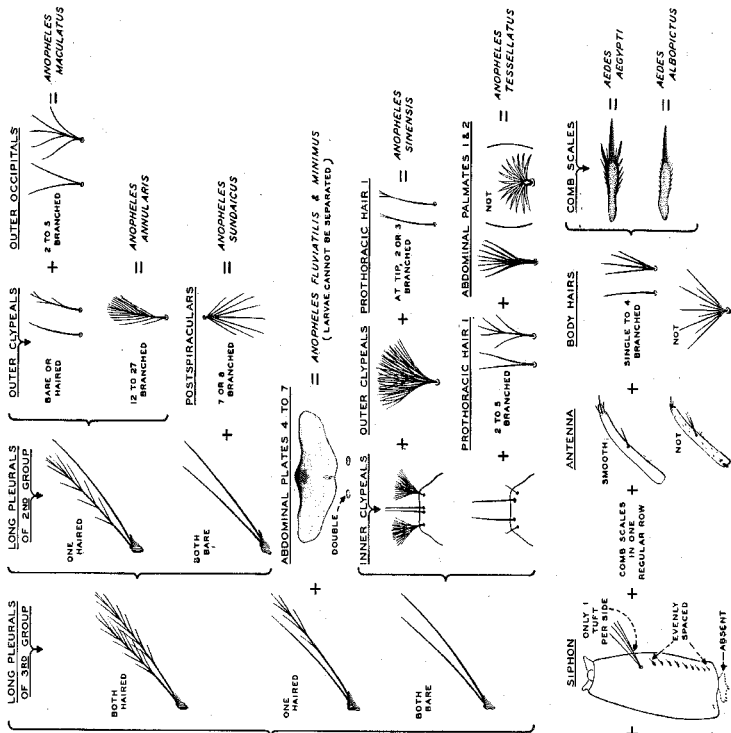 LONG PLEURALS
OF 3RD GROUP
BOTH
HAIRED
ONE
HAIRED
BOTH
BARE
LONG PLEURALS
OF 2ND GROUP
ONE
HAIRED
BOTH
BARE
OUTER CLYPEALS
BARE OR
HAIRED
+
OUTER OCCIPITALS
2 TO 5
BRANCHED
= ANOPHELES
MACULATUS
12 TO 27
BRANCHED
= ANOPHELES
ANNULARIS
+
POSTSPIRACULARS
7 OR 8
BRANCHED
= ANOPHELES
SUNDAICUS
+
ABDOMINAL PLATES 4 TO 7
DOUBLE
= ANOPHELES FLUVIATILIS & MINIMUS
(LARVAE CANNOT BE SEPARATED)
INNER CLYPEALS
+
OUTER CLYPEALS
+
PROTHORACIC HAIR I
AT TIP, 2 OR 3
BRANCHED
= ANOPHELES
SINENSIS
+
PROTHORACIC HAIR I
2 TO 5
BRANCHED
+
ABDOMINAL PALMATES 1 & 2
NOT
= ANOPHELES
TESSELLATUS
+
SIPHON
ONLY 1
TUFT
PER SIDE
EVENLY
SPACED
ABSENT
+
COMB SCALES
IN ONE
REGULAR ROW
+
ANTENNA
SMOOTH
NOT
+
BODY HAIRS
SINGLE TO 4
BRANCHED
NOT
COMB SCALES
= AEDES
AEGYPTI
= AEDES
ALBOPICTUS